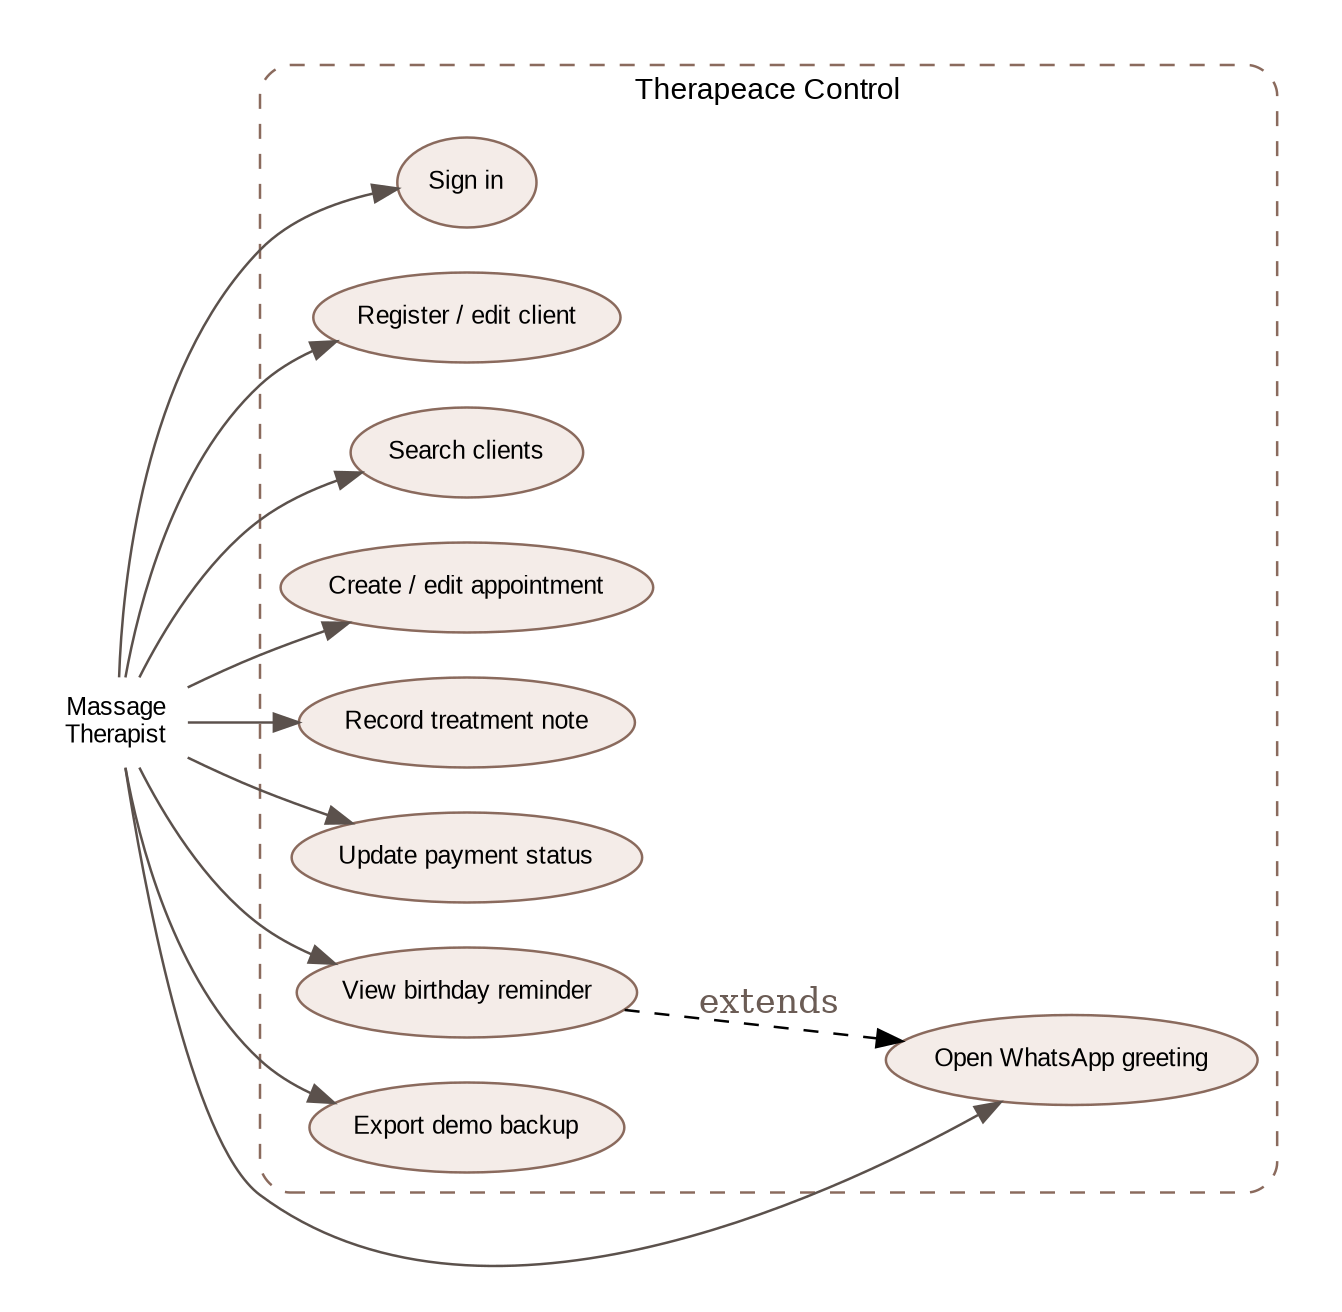 Therapeace Control
Sign in
Register / edit client
Search clients
Create / edit appointment
Massage
Therapist
Record treatment note
Update payment status
View birthday reminder
extends
Open WhatsApp greeting
Export demo backup